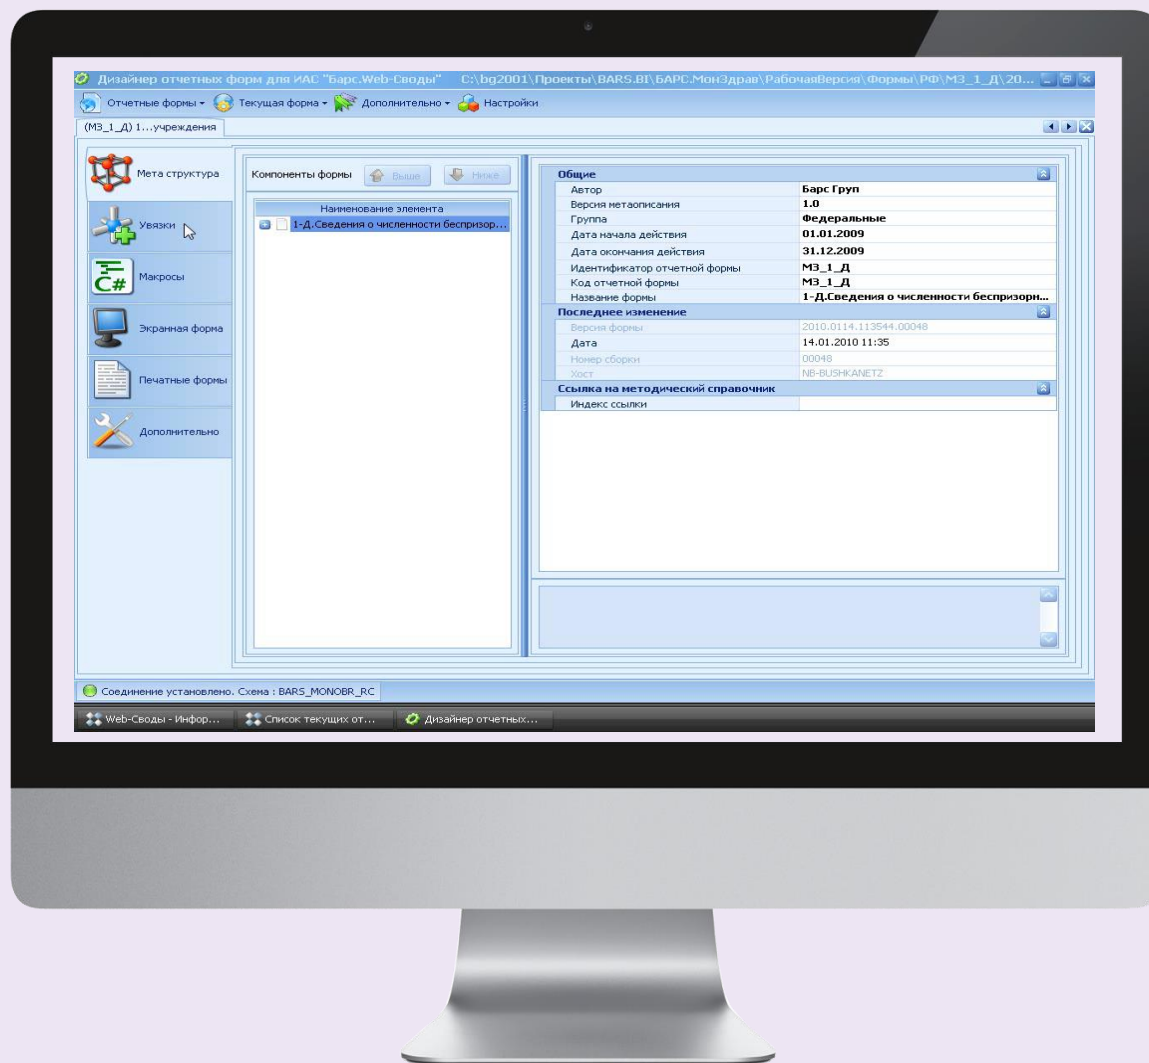 Дизайнер отчетных форм для ИАС "Барс.Web-Своды" C:\bg2001\Проекты\BARS.BI\БАРС.МонЗдрав\РабочаяВерсия\Формы\РФ\МЗ_1_Д\20...
Отчетные формы Текущая форма Дополнительно Настройки
(МЗ_1_Д) 1...учреждения
Мета структура
Увязки
Макросы
C#
Экранная форма
Печатные формы
Дополнительно
Компоненты формы Выше Ниже
Наименование элемента
1-Д.Сведения о численности беспризор...
Общие
Автор Барс Груп
Версия метаописания 1.0
Группа Федеральные
Дата начала действия 01.01.2009
Дата окончания действия 31.12.2009
Идентификатор отчетной формы МЗ_1_Д
Код отчетной формы МЗ_1_Д
Название формы 1-Д.Сведения о численности беспризорн...
Последнее изменение
Версия формы 2010.0114.113544.00048
Дата 14.01.2010 11:35
Номер сборки 00048
Хост NB-BUSHKANETZ
Ссылка на методический справочник
Индекс ссылки
Соединение установлено. Схема : BARS_MONOBR_RC
Web-Своды - Инфор... Список текущих от... Дизайнер отчетных...